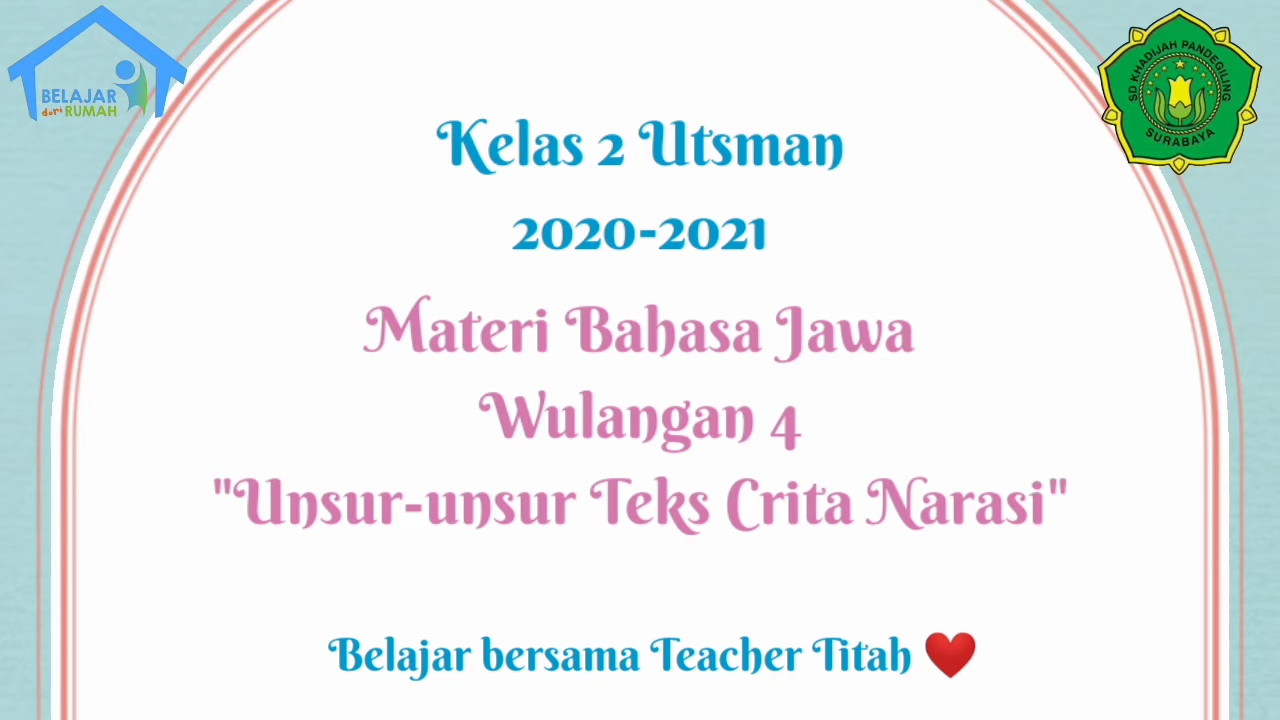 BELAJAR
dari RUMAH
SD KHADIJAH PANDEGILING
SURABAYA
Kelas 2 Utsman
2020-2021
Materi Bahasa Jawa
Wulangan 4
"Unsur-unsur Teks Crita Narasi"
Belajar bersama Teacher Titah ❤️